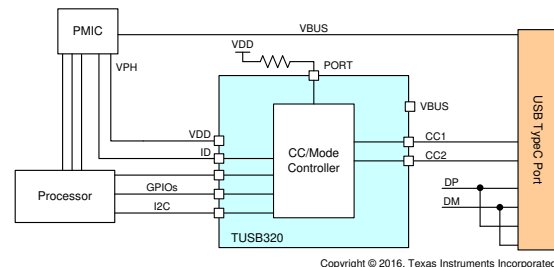 PMIC
VBUS
VPH
VDD
PORT
VBUS
VDD
ID
CC/Mode
Controller
CC1
CC2
USB TypeC Port
Processor
GPIOs
I2C
DP
DM
TUSB320
Copyright © 2016, Texas Instruments Incorporated